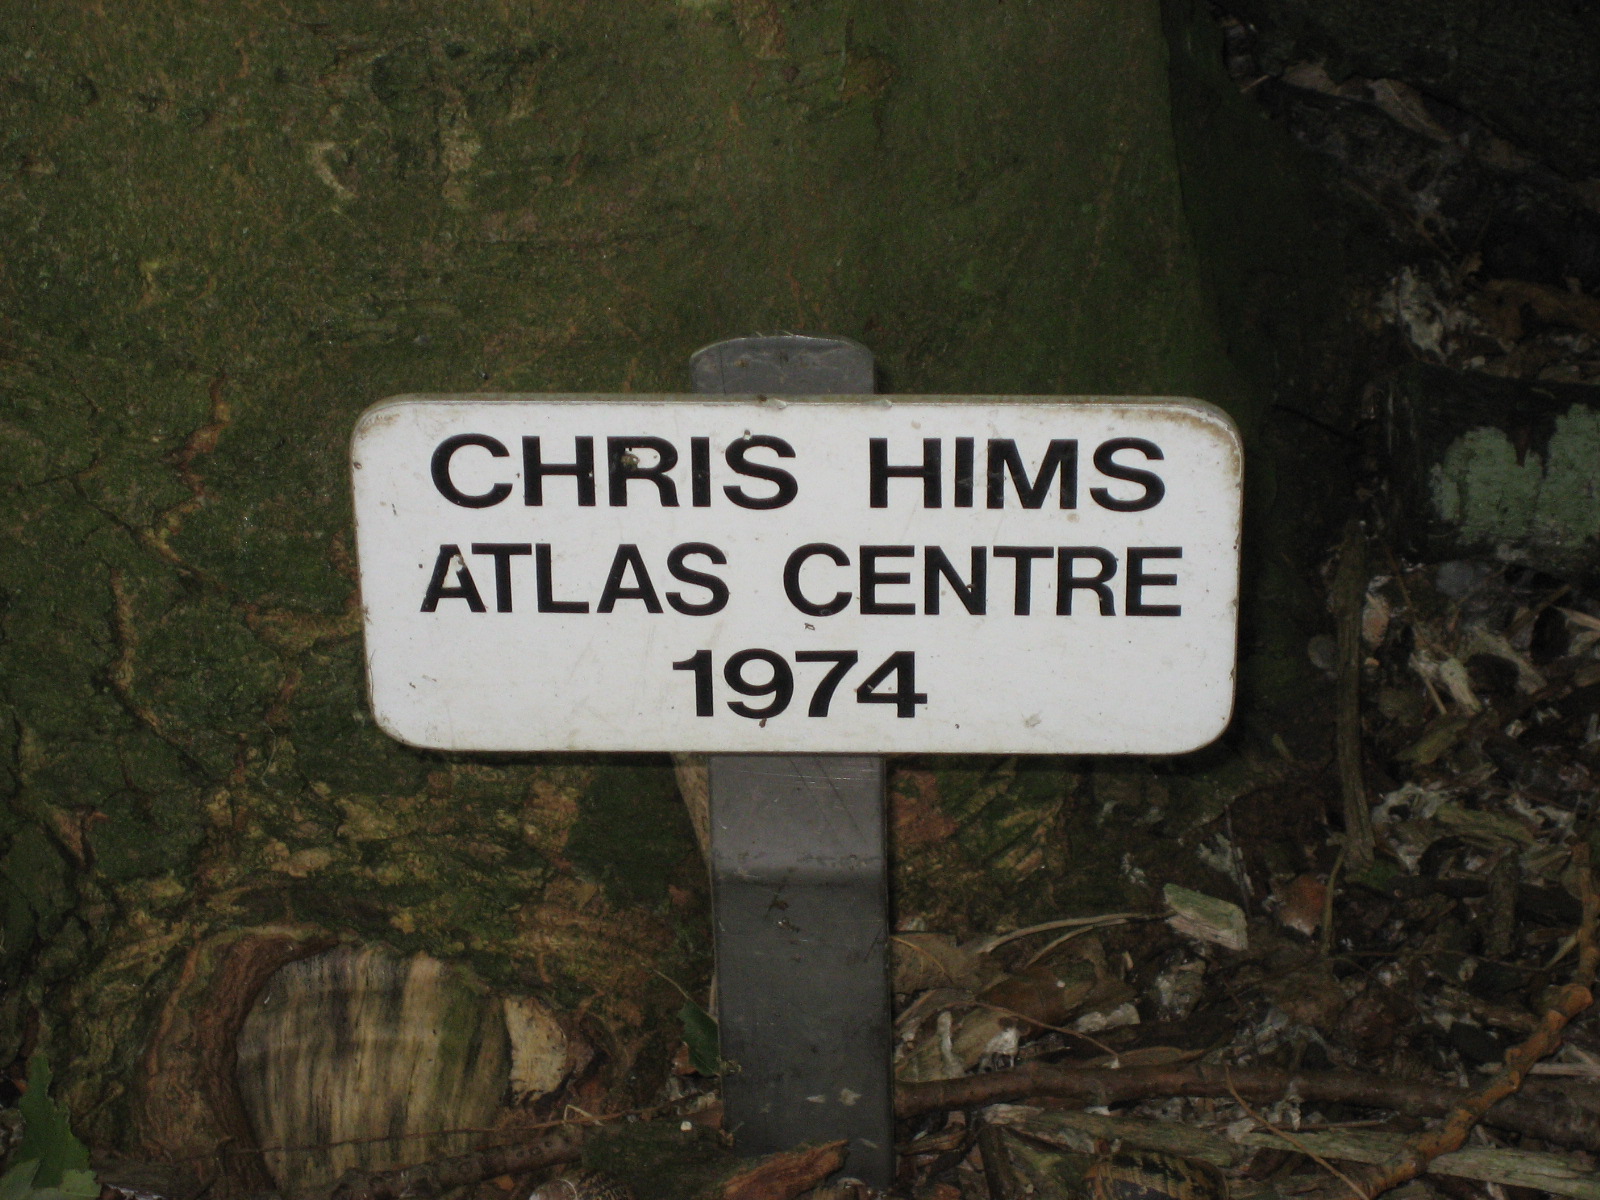 CHRIS HIMS
ATLAS CENTRE
1974